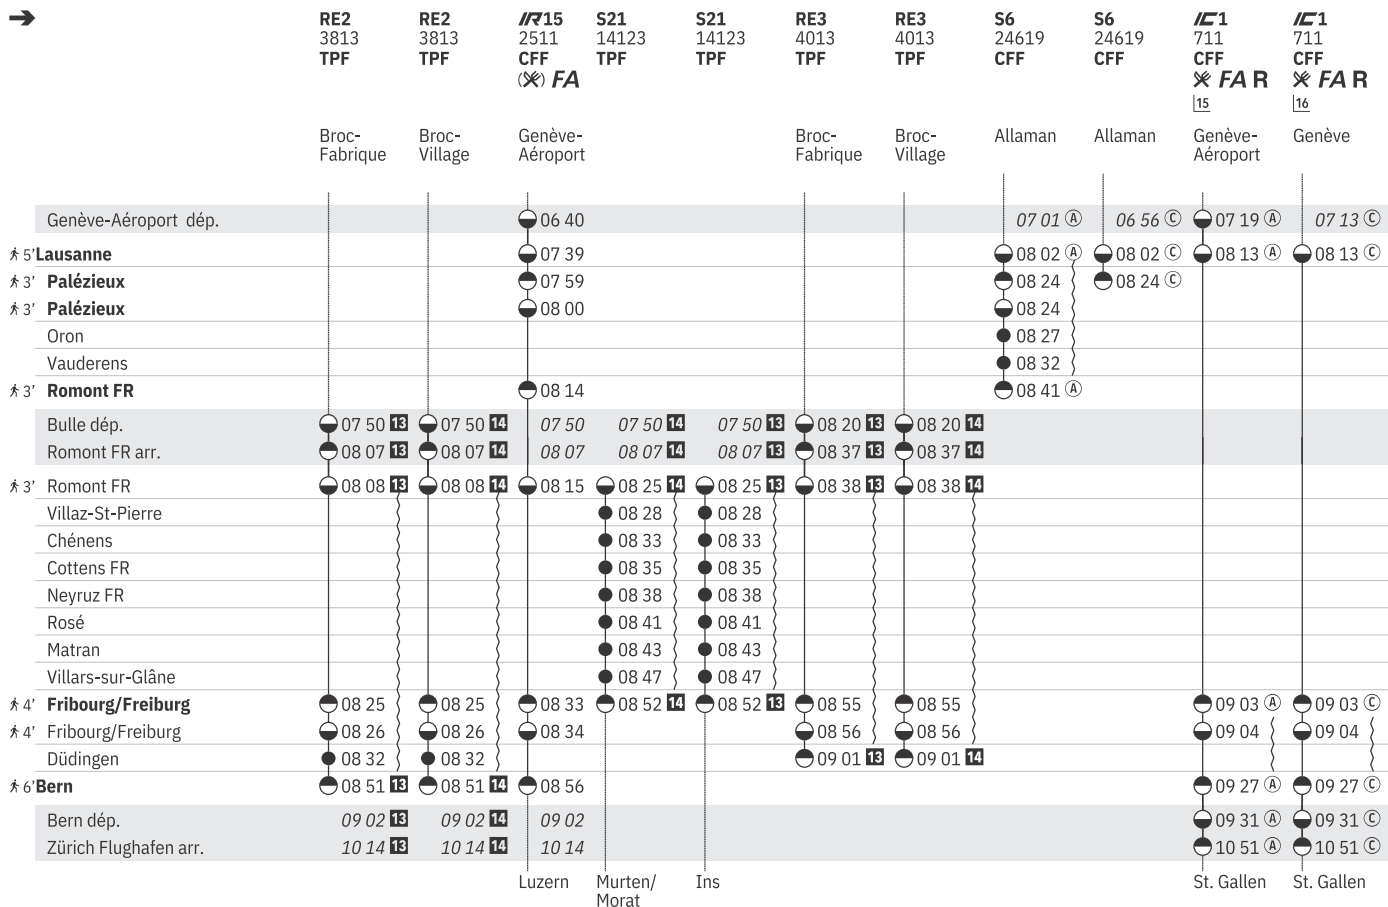 RE2 RE2 IR15 S21 S21 RE3 RE3 S6 S6 IC1 IC1
3813 3813 2511 14123 14123 4013 4013 24619 24619 711 711
TPF TPF CFF TPF TPF TPF TPF CFF CFF CFF CFF
FA FA R FA R
15 16
Broc- Broc- Genève- Broc- Broc- Allaman Allaman Genève- Genève
Fabrique Village Aéroport Fabrique Village Aéroport
Genève-Aéroport dép. 06 40 07 01 A 06 56 C 07 19 A 07 13 C
5' Lausanne 07 39 08 02 A 08 02 C 08 13 A 08 13 C
3' Palézieux 07 59 08 24 08 24 C
3' Palézieux 08 00 08 24
Oron 08 27
Vauderens 08 32
3' Romont FR 08 14 08 41 A
Bulle dép. 07 50 13 07 50 14 07 50 07 50 14 07 50 13 08 20 13 08 20 14
Romont FR arr. 08 07 13 08 07 14 08 07 08 07 14 08 07 13 08 37 13 08 37 14
3' Romont FR 08 08 13 08 08 14 08 15 08 25 14 08 25 13 08 38 13 08 38 14
Villaz-St-Pierre 08 28 08 28
Chénens 08 33 08 33
Cottens FR 08 35 08 35
Neyruz FR 08 38 08 38
Rosé 08 41 08 41
Matran 08 43 08 43
Villars-sur-Glâne 08 47 08 47
4' Fribourg/Freiburg 08 25 08 25 08 33 08 52 14 08 52 13 08 55 08 55 09 03 A 09 03 C
4' Fribourg/Freiburg 08 26 08 26 08 34 08 56 08 56 09 04 09 04
Düdingen 08 32 08 32 09 01 13 09 01 14
6' Bern 08 51 13 08 51 14 08 56 09 27 A 09 27 C
Bern dép. 09 02 13 09 02 14 09 02 09 31 A 09 31 C
Zürich Flughafen arr. 10 14 13 10 14 14 10 14 10 51 A 10 51 C
Luzern Murten/ Ins St. Gallen St. Gallen
Morat